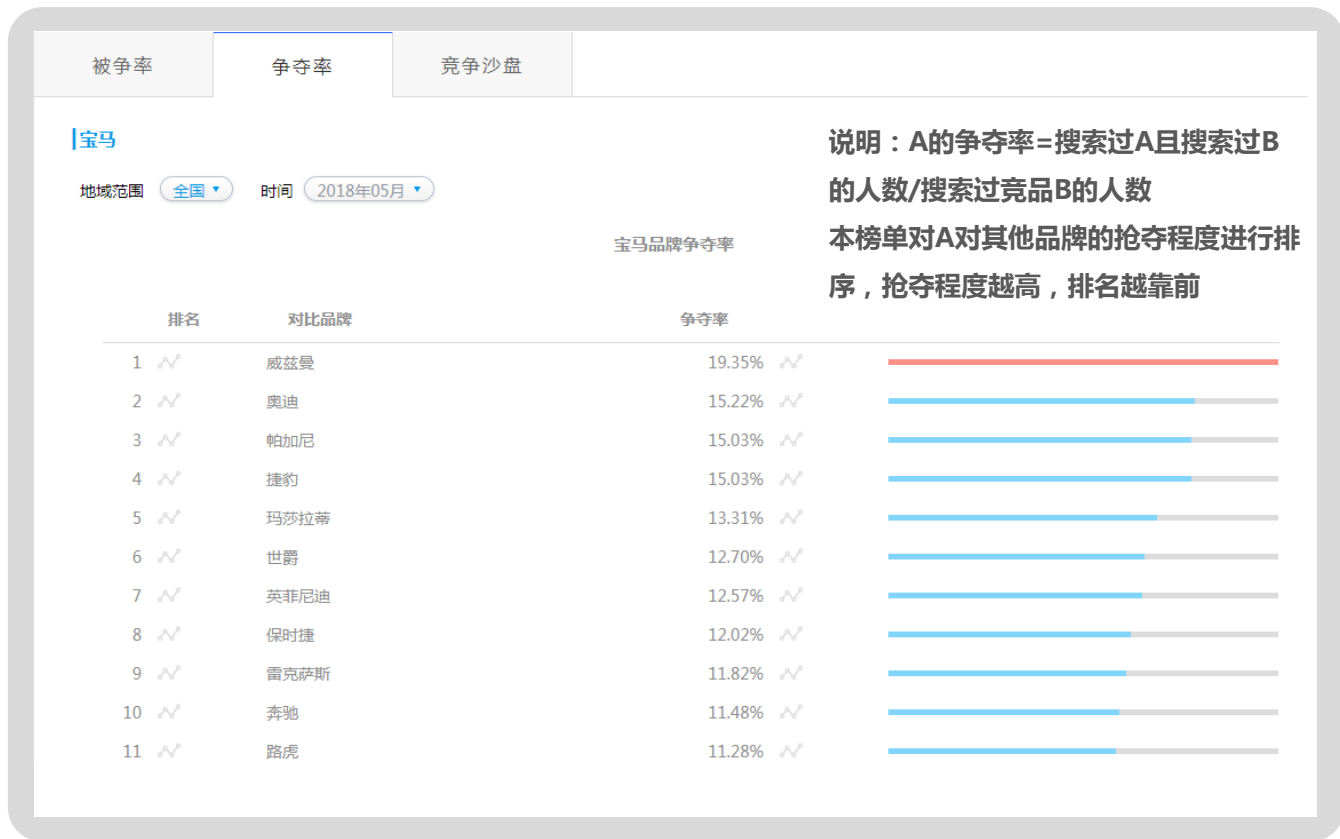 被争率
争夺率
竞争沙盘
宝马
地域范围 全国 时间 2018年05月
说明：A的争夺率=搜索过A且搜索过B
的人数/搜索过竞品B的人数
本榜单对A对其他品牌的抢夺程度进行排
序，抢夺程度越高，排名越靠前
宝马品牌争夺率
排名 对比品牌 争夺率
1 威兹曼 19.35%
2 奥迪 15.22%
3 帕加尼 15.03%
4 捷豹 15.03%
5 玛莎拉蒂 13.31%
6 世爵 12.70%
7 英菲尼迪 12.57%
8 保时捷 12.02%
9 雷克萨斯 11.82%
10 奔驰 11.48%
11 路虎 11.28%